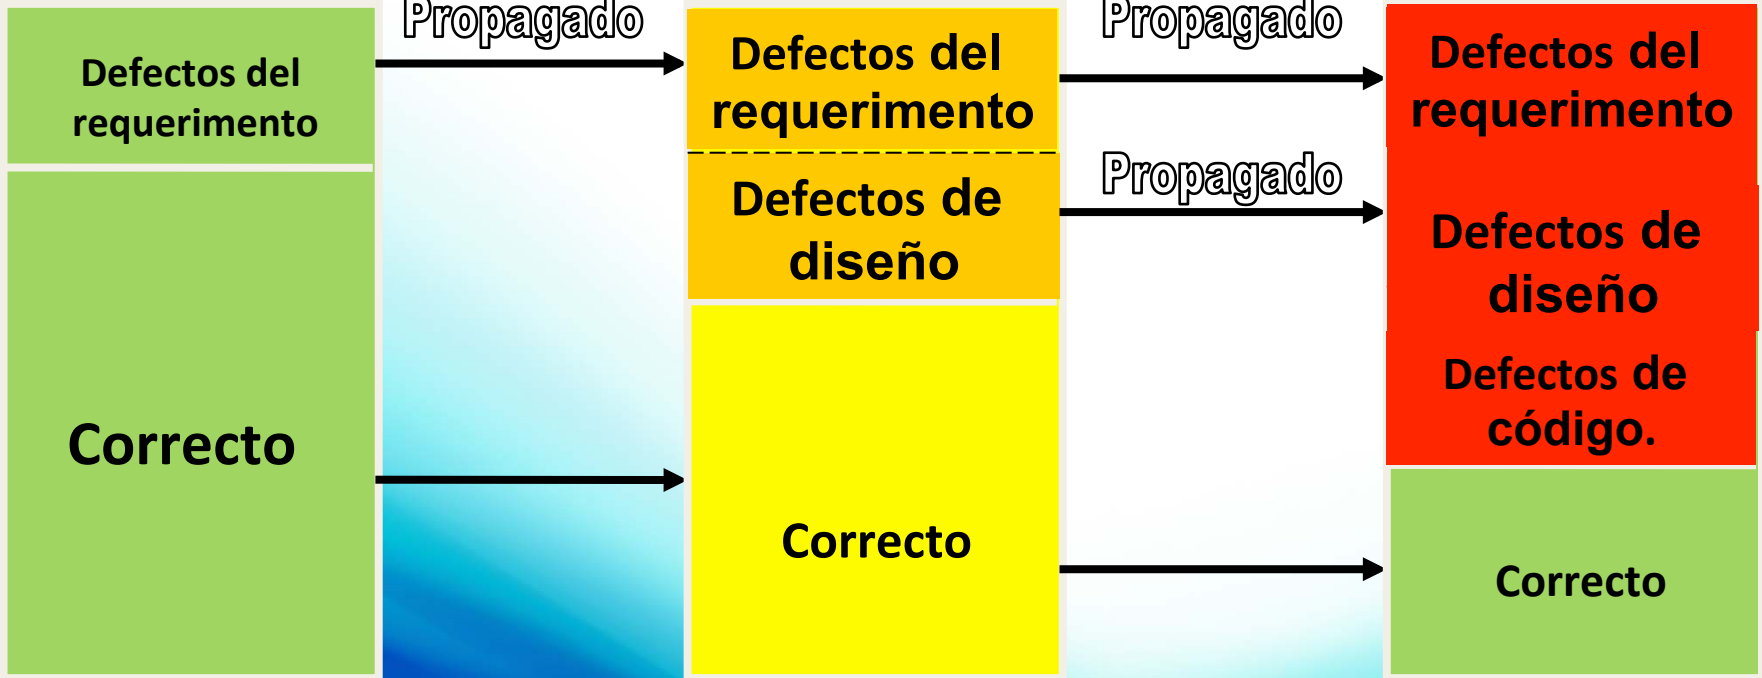 Defectos del
requerimento
Correcto
Propagado
Defectos del
requerimento
Defectos de
diseño
Correcto
Propagado
Propagado
Defectos del
requerimento
Defectos de
diseño
Defectos de
código.
Correcto